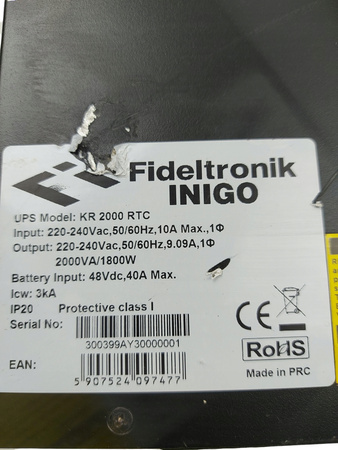 Fideltronik
INIGO
UPS Model: KR 2000 RTC
Input: 220-240Vac,50/60Hz,10A Max.,1Φ
Output: 220-240Vac,50/60Hz,9.09A,1Φ
2000VA/1800W
Battery Input: 48Vdc,40A Max.
Icw: 3kA
IP20 Protective class I
Serial No:
300399AY30000001
CE
RoHS
EAN:
5 907524 097477
Made in PRC